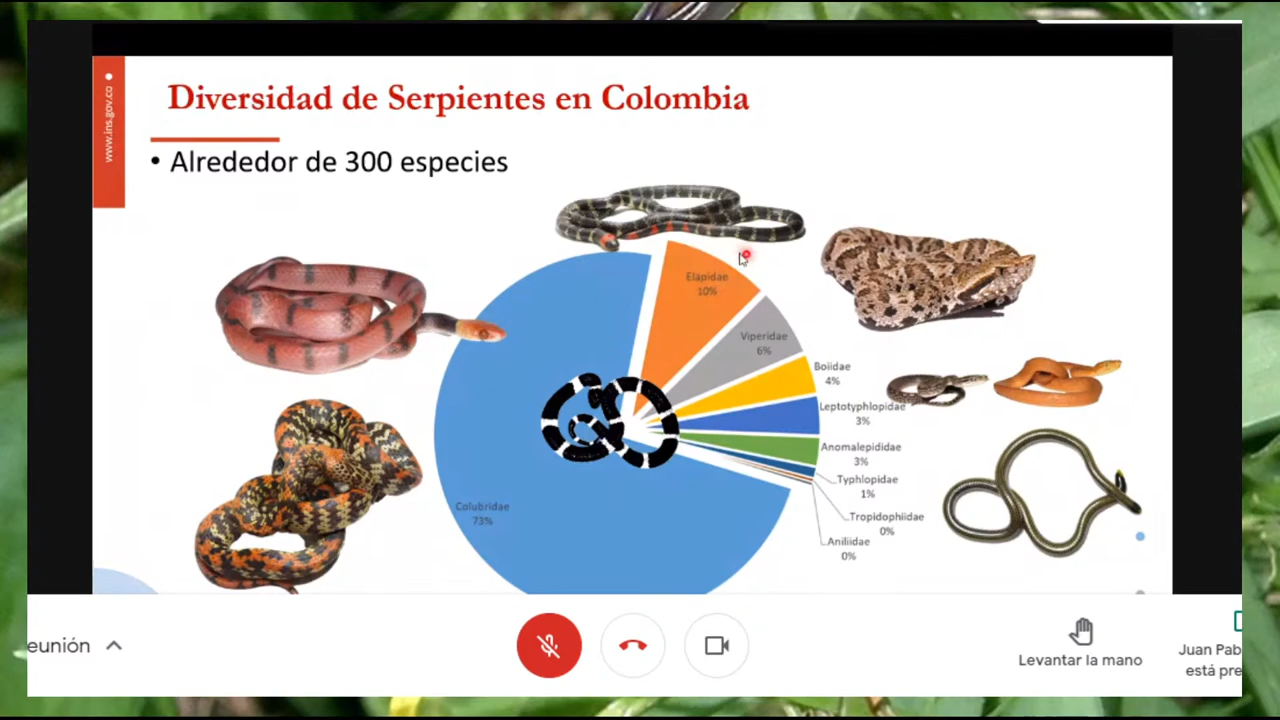 www.ins.gov.co
Diversidad de Serpientes en Colombia
• Alrededor de 300 especies
Elapidae
10%
Viperidae
6%
Boiidae
4%
Leptotyphlopidae
3%
Anomalepididae
3%
Typhlopidae
1%
Tropidophiidae
0%
Aniliidae
0%
Colubridae
73%
eunión
Levantar la mano
Juan Pab
está pre